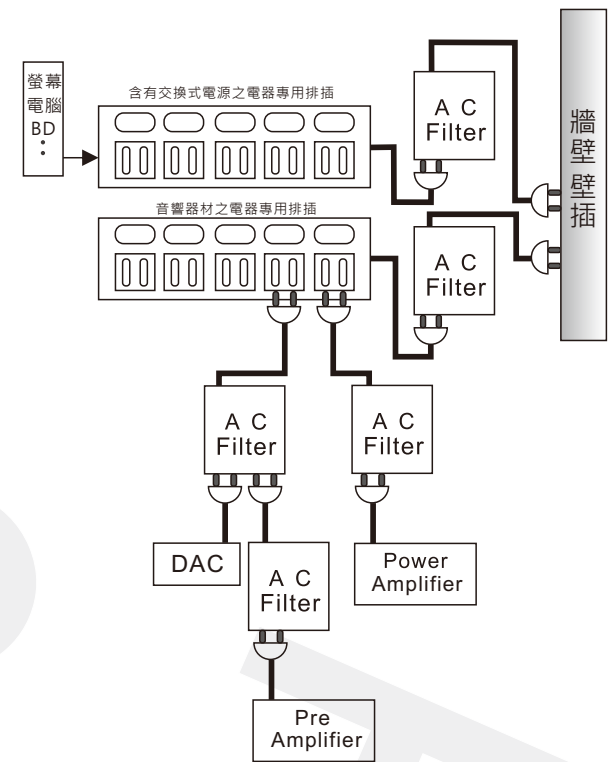 螢幕
電腦
BD
：
含有交換式電源之電器專用排插
A C
Filter
牆壁壁插
音響器材之電器專用排插
A C
Filter
A C
Filter
A C
Filter
DAC
A C
Filter
Power
Amplifier
Pre
Amplifier